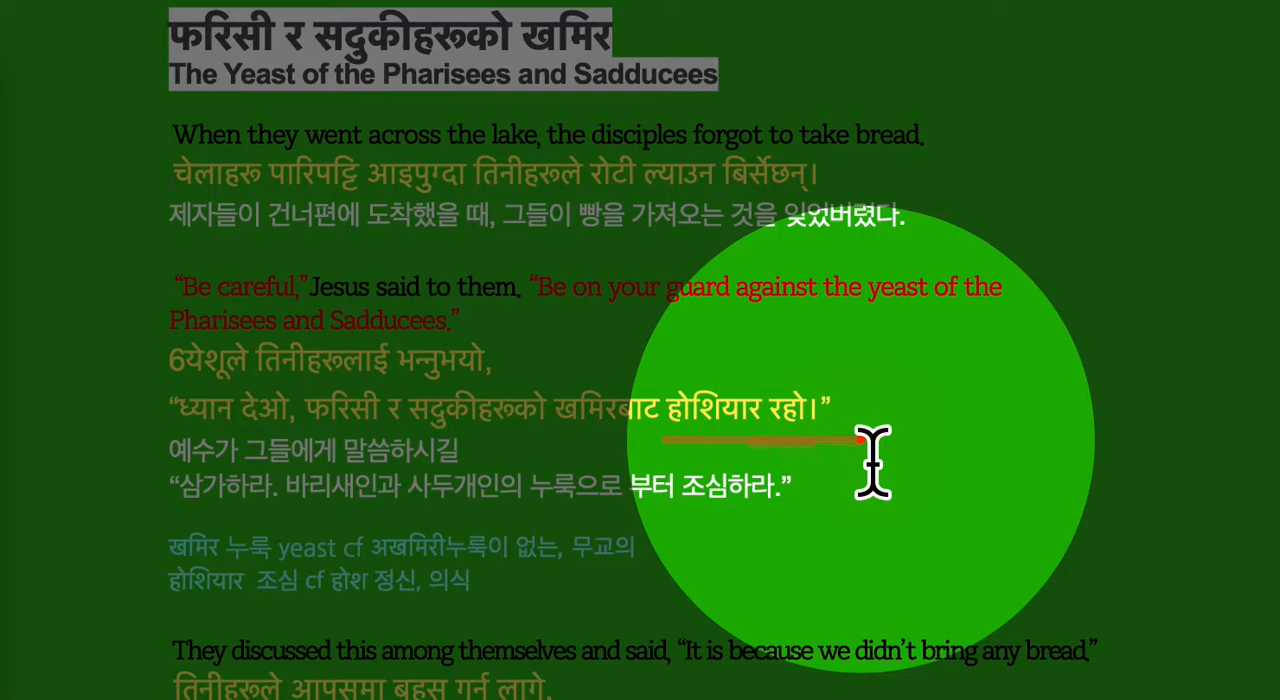 फरिसी र सदुकीहरूको खमिर
The Yeast of the Pharisees and Sadducees
When they went across the lake, the disciples forgot to take bread.
चेलाहरू पारिपट्टि आइपुग्दा तिनीहरूले रोटी ल्याउन बिर्सेछन्।
제자들이 건너편에 도착했을 때, 그들이 빵을 가져오는 것을 잊었버렸다.
“Be careful,” Jesus said to them. “Be on your guard against the yeast of the
Pharisees and Sadducees.”
6येशूले तिनीहरूलाई भन्नुभयो,
“ध्यान देओ, फरिसी र सदुकीहरूको खमिरबाट होशियार रहो।”
예수가 그들에게 말씀하시길
“삼가하라. 바리새인과 사두개인의 누룩으로 부터 조심하라.”
खमिर 누룩 yeast cf अखमिरी누룩이 없는, 무교의
होशियार 조심 cf होश 정신, 의식
They discussed this among themselves and said, “It is because we didn’t bring any bread.”
तिनीहरूले आपसमा बहस गर्न लागे,